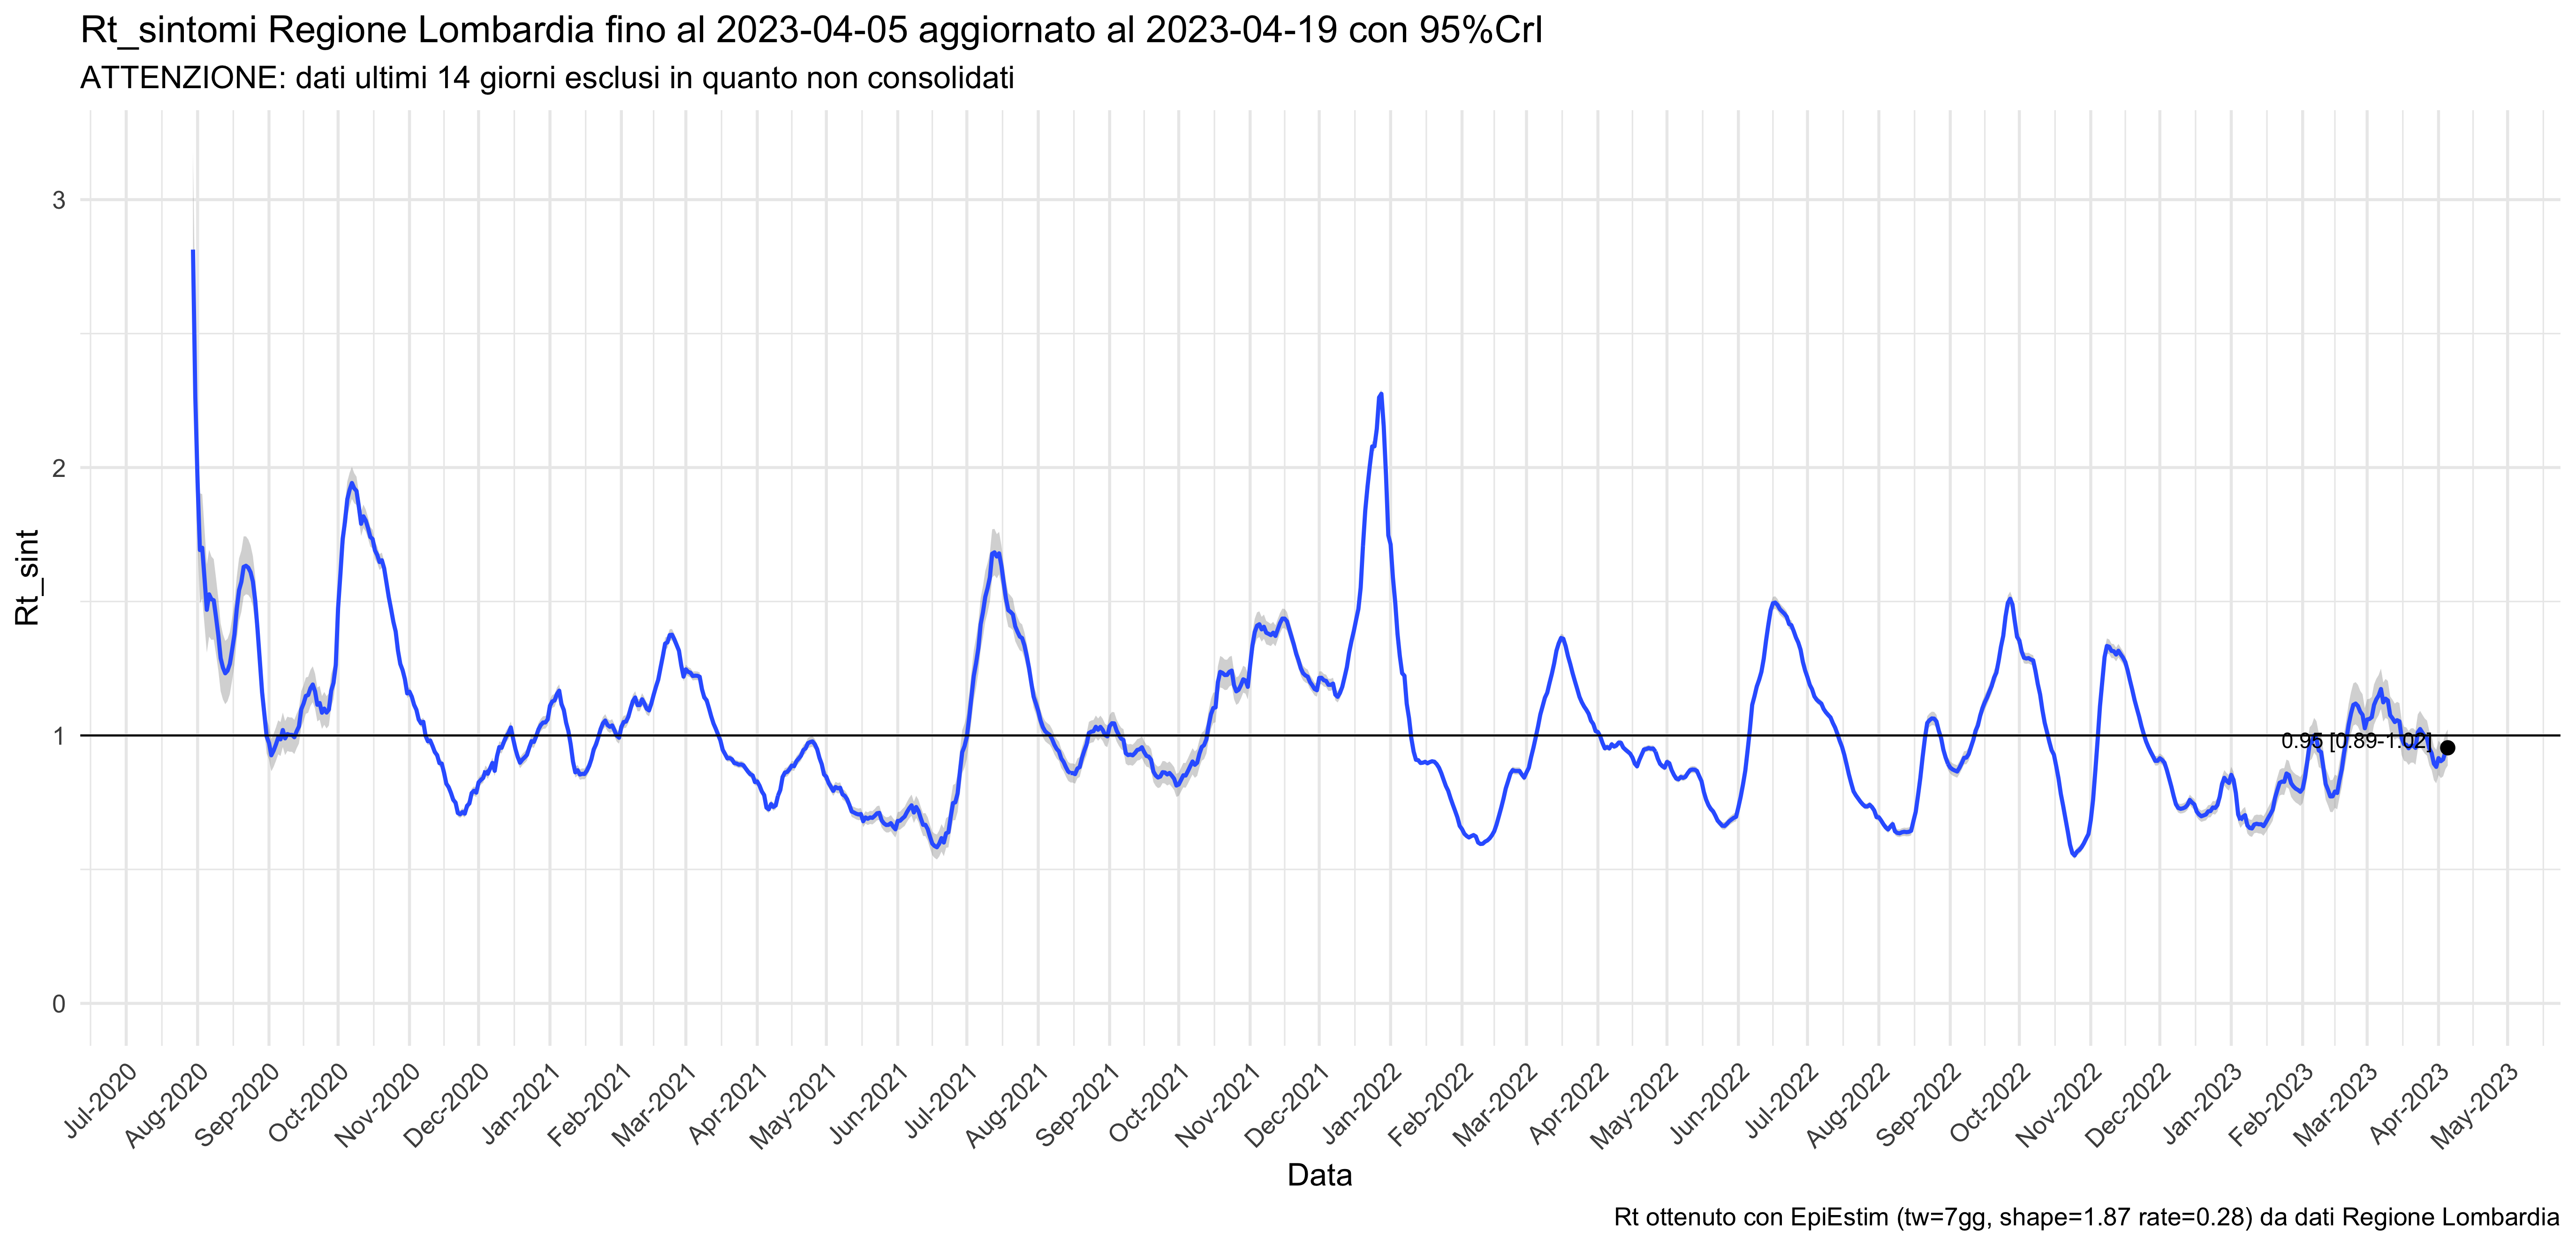 Rt_sintomi Regione Lombardia fino al 2023-04-05 aggiornato al 2023-04-19 con 95%CrI
ATTENZIONE: dati ultimi 14 giorni esclusi in quanto non consolidati
Rt_sint
3
2
1
0
0.95 [0.89-1.02]
Jul-2020
Aug-2020
Sep-2020
Oct-2020
Nov-2020
Dec-2020
Jan-2021
Feb-2021
Mar-2021
Apr-2021
May-2021
Jun-2021
Jul-2021
Aug-2021
Sep-2021
Oct-2021
Nov-2021
Dec-2021
Jan-2022
Feb-2022
Mar-2022
Apr-2022
May-2022
Jun-2022
Jul-2022
Aug-2022
Sep-2022
Oct-2022
Nov-2022
Dec-2022
Jan-2023
Feb-2023
Mar-2023
Apr-2023
May-2023
Data
Rt ottenuto con EpiEstim (tw=7gg, shape=1.87 rate=0.28) da dati Regione Lombardia